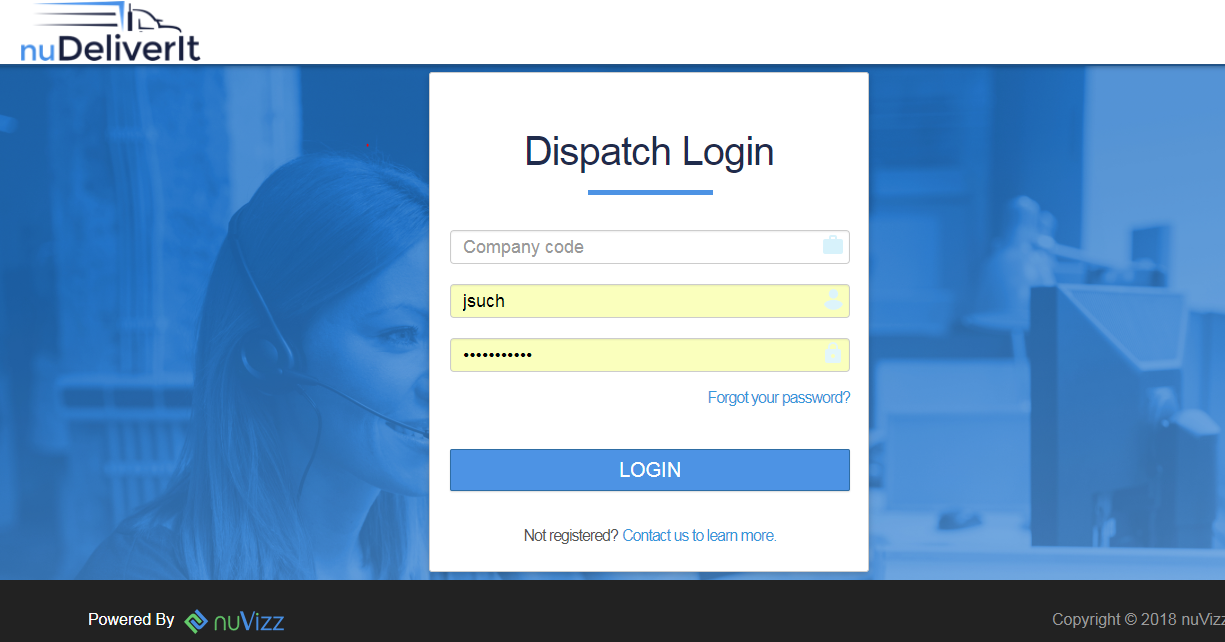 nuDeliverIt
Dispatch Login
Company code
jsuch
•••••••••••
Forgot your password?
LOGIN
Not registered? Contact us to learn more.
Powered By nuVizz
Copyright © 2018 nuVizz